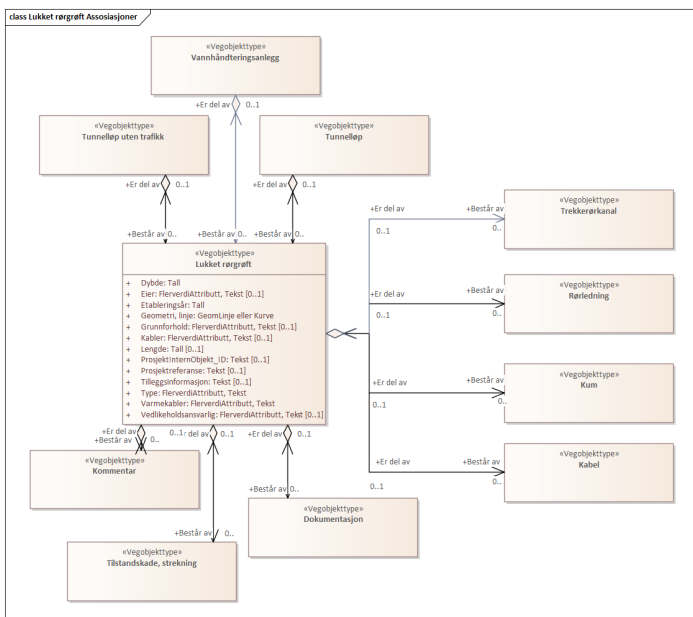 class Lukket rørgrøft Assosiasjoner
«Vegobjekttype»
Vannhåndteringsanlegg
+Er del av 0..1
«Vegobjekttype»
Tunnelløp uten trafikk
+Er del av 0..1
«Vegobjekttype»
Tunnelløp
+Er del av 0..1
+Består av 0..
+Består av 0..
+Består av 0..
«Vegobjekttype»
Lukket rørgrøft
+ Dybde: Tall
+ Eier: FlerverdiAttributt, Tekst [0..1]
+ Etableringsår: Tall
+ Geometri, linje: GeomLinje eller Kurve
+ Grunnforhold: FlerverdiAttributt, Tekst [0..1]
+ Kabler: FlerverdiAttributt, Tekst [0..1]
+ Lengde: Tall [0..1]
+ ProsjektInternObjekt_ID: Tekst [0..1]
+ Prosjektreferanse: Tekst [0..1]
+ Tilleggsinformasjon: Tekst [0..1]
+ Type: FlerverdiAttributt, Tekst
+ Varmekabler: FlerverdiAttributt, Tekst
+ Vedlikeholdsansvarlig: FlerverdiAttributt, Tekst [0..1]
+Er del av +Består av
0..1 0..
«Vegobjekttype»
Trekkerørkanal
+Er del av +Består av
0..1 0..
«Vegobjekttype»
Rørledning
+Er del av +Består av
0..1 0..
«Vegobjekttype»
Kum
+Er del av +Består av
0..1 0..
«Vegobjekttype»
Kabel
+Er del av 0..1
+Består av 0..
«Vegobjekttype»
Kommentar
r del av 0..1
+Består av 0..
«Vegobjekttype»
Tilstandskade, strekning
+Er del av 0..1
+Består av 0..
«Vegobjekttype»
Dokumentasjon